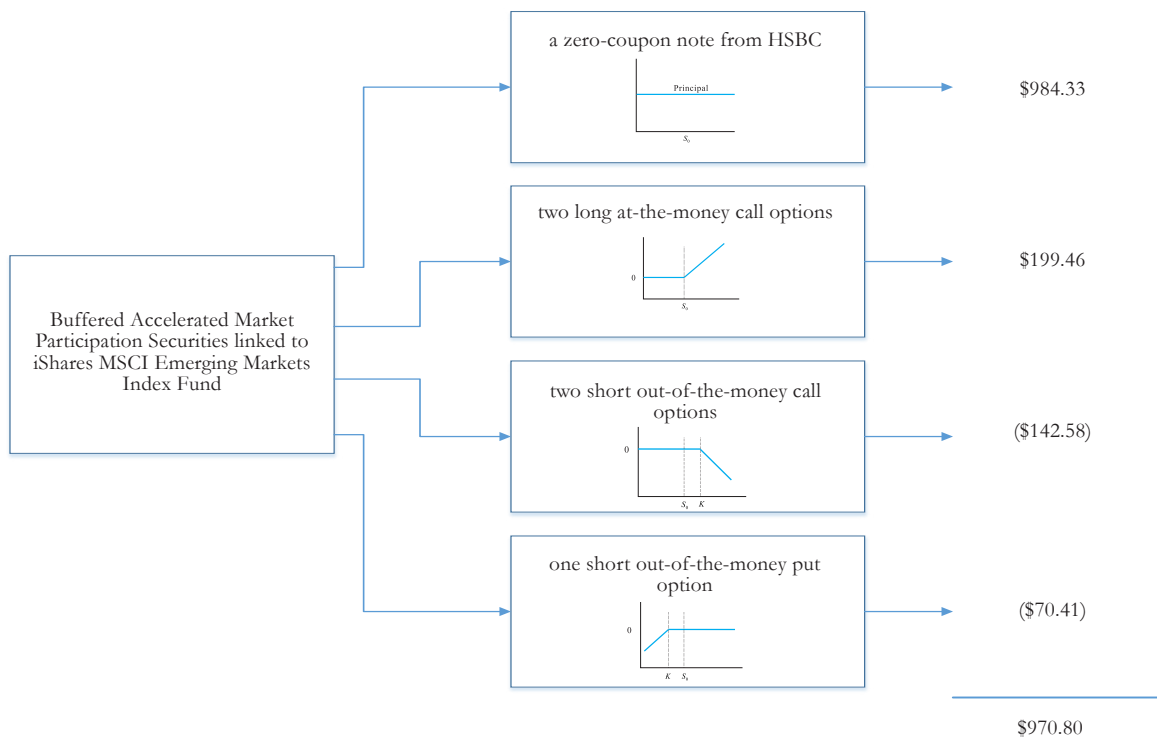 a zero-coupon note from HSBC
Principal
S0
$984.33
two long at-the-money call options
0
S0
$199.46
Buffered Accelerated Market
Participation Securities linked to
iShares MSCI Emerging Markets
Index Fund
two short out-of-the-money call
options
0
S0 K
($142.58)
one short out-of-the-money put
option
0
K S0
($70.41)
$970.80